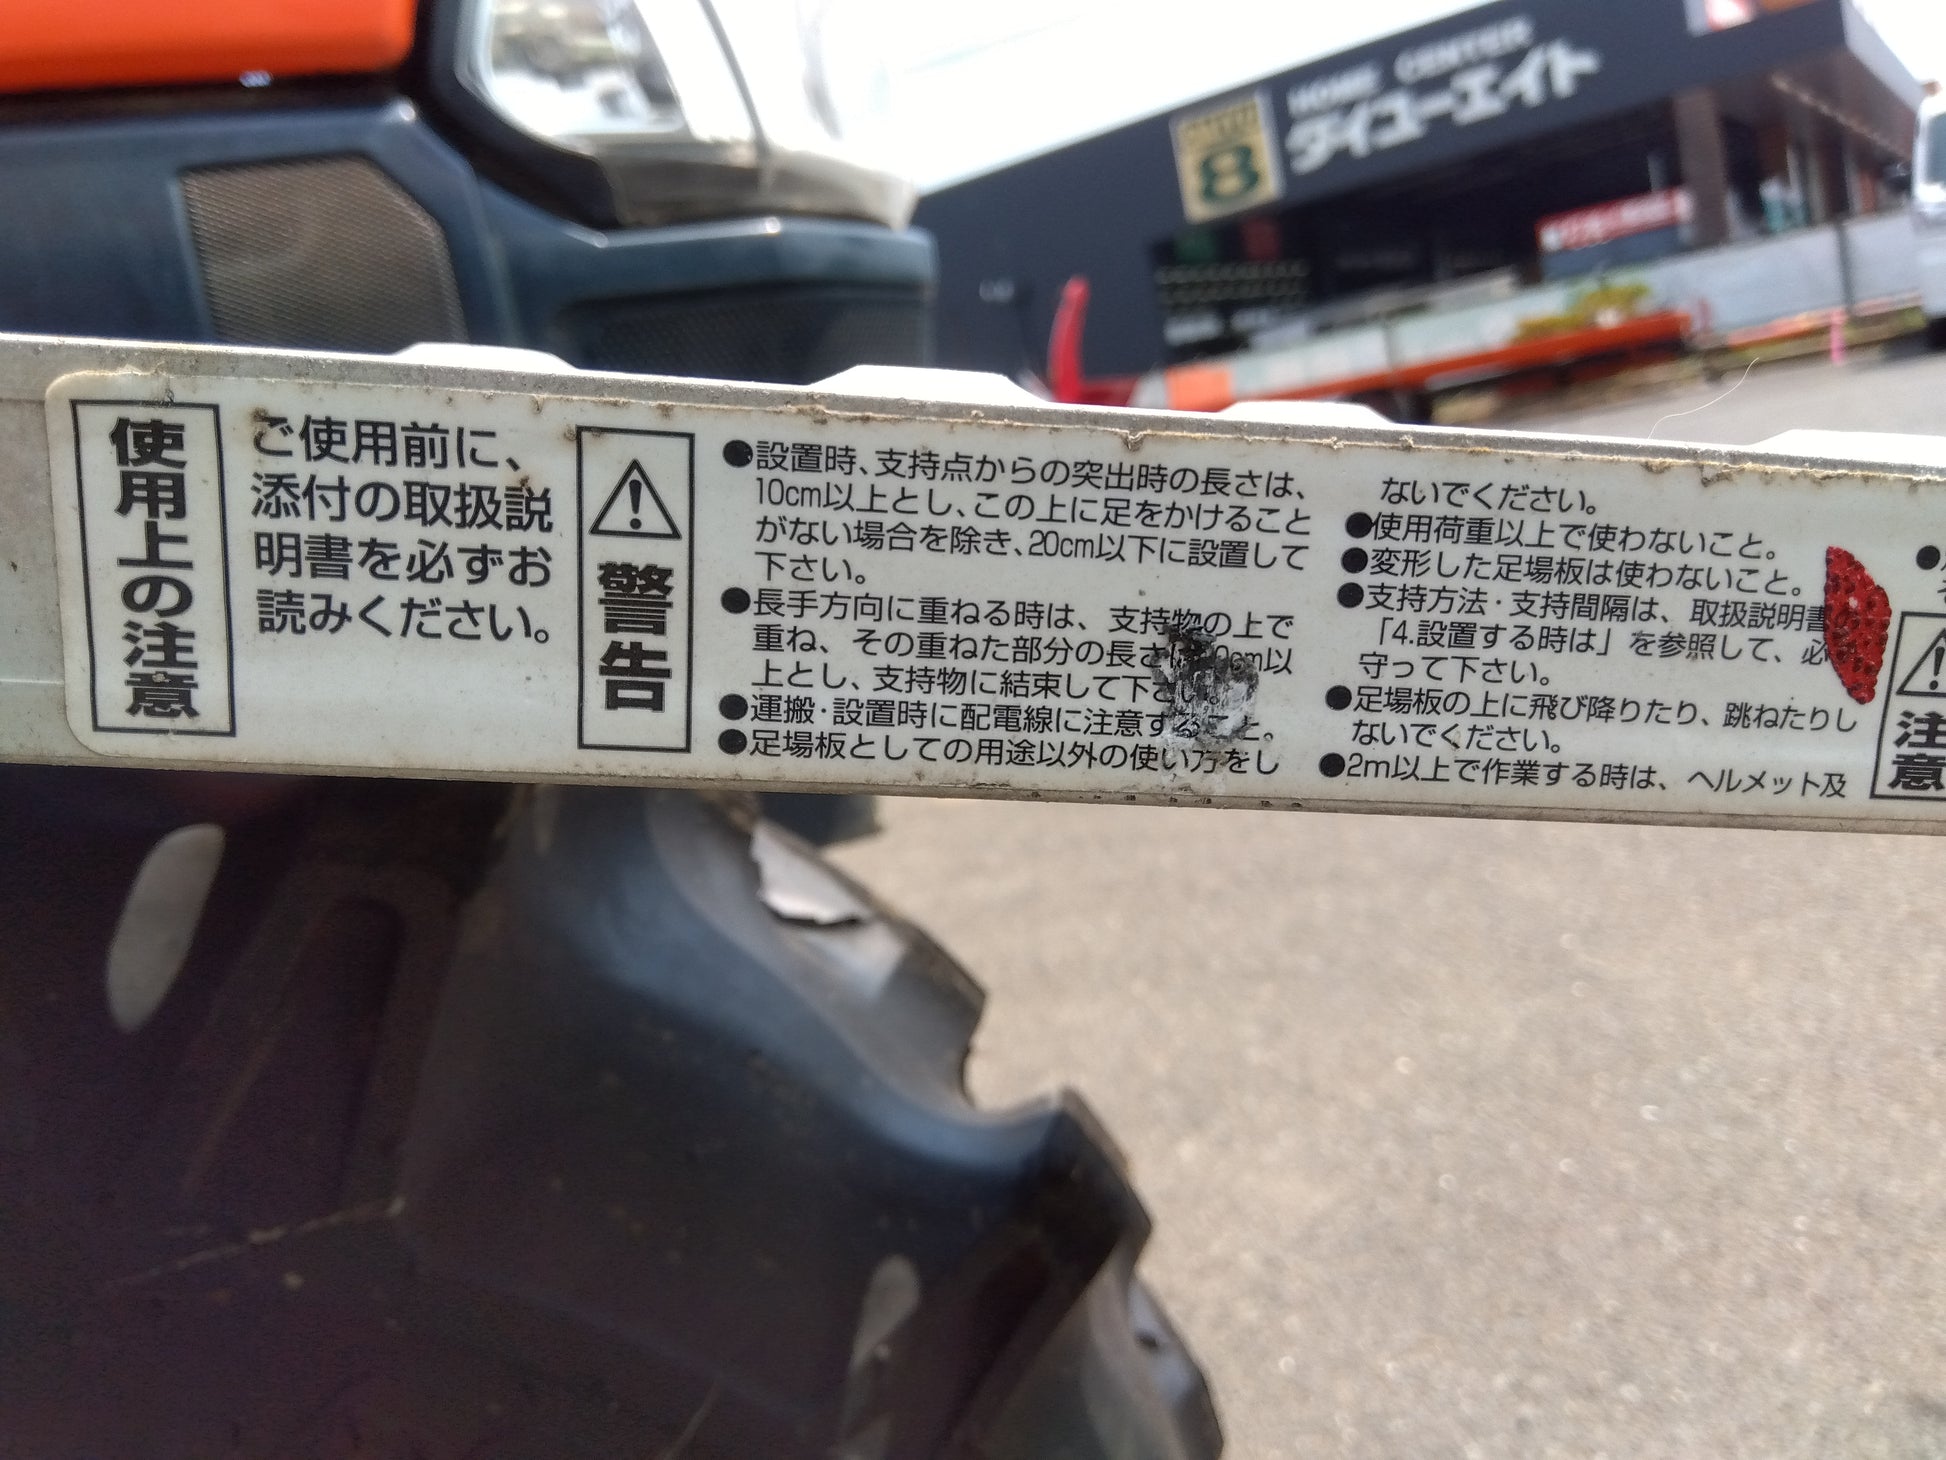 HOME CENTER
ダイユーエイト
DAIYU
8
使用上の注意
ご使用前に、
添付の取扱説
明書を必ずお
読みください。
警告
●設置時、支持点からの突出時の長さは、
10cm以上とし、この上に足をかけること
がない場合を除き、20cm以下に設置して
下さい。
●長手方向に重ねる時は、支持物の上で
重ね、その重ねた部分の長さは 0cm以
上とし、支持物に結束して下さい。
●運搬・設置時に配電線に注意すること。
●足場板としての用途以外の使い方をし
ないでください。
●使用荷重以上で使わないこと。
●変形した足場板は使わないこと。
●支持方法・支持間隔は、取扱説明書の
「4.設置する時は」を参照して、必
守って下さい。
●足場板の上に飛び降りたり、跳ねたりし
ないでください。
●2m以上で作業する時は、ヘルメット及
注意